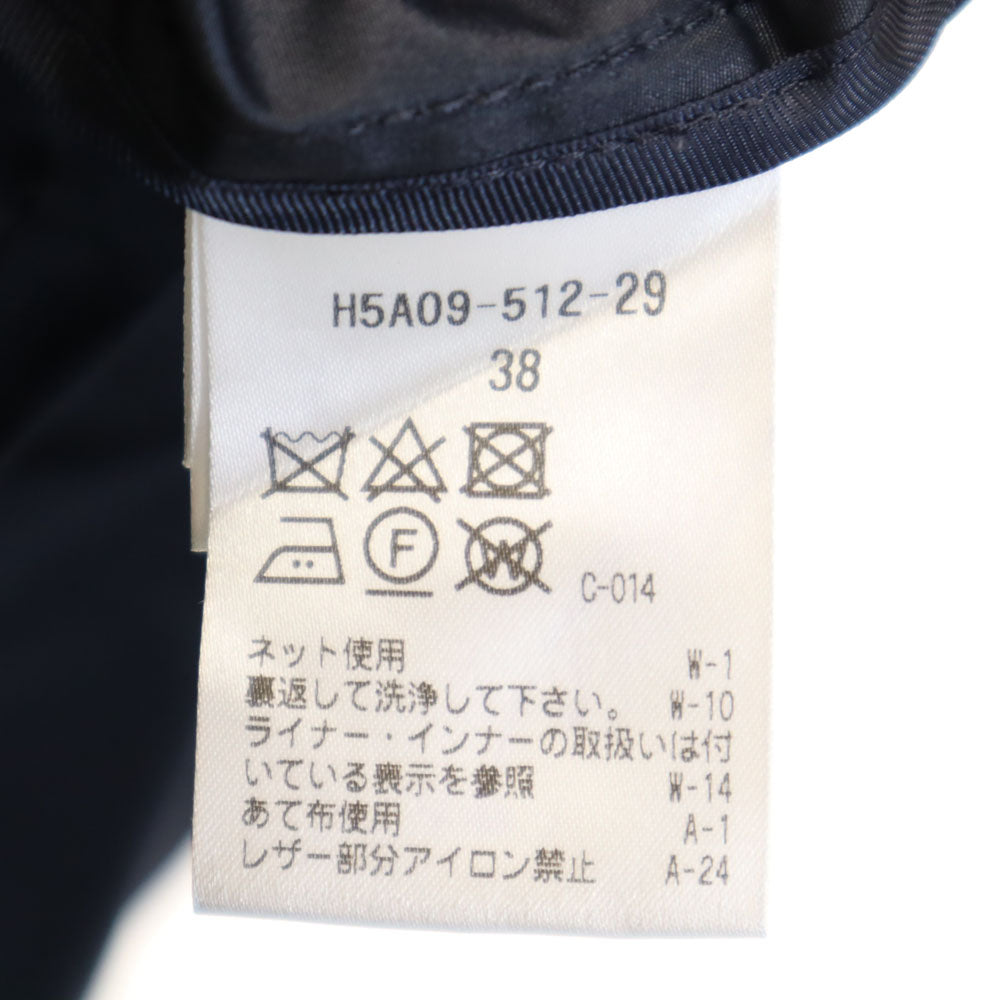 H5A09-512-29
38
F W C-014
ネット使用 W-1
裏返して洗浄して下さい。 W-10
ライナー・インナーの取扱いは付
いている表示を参照 W-14
あて布使用 A-1
レザー部分アイロン禁止 A-24